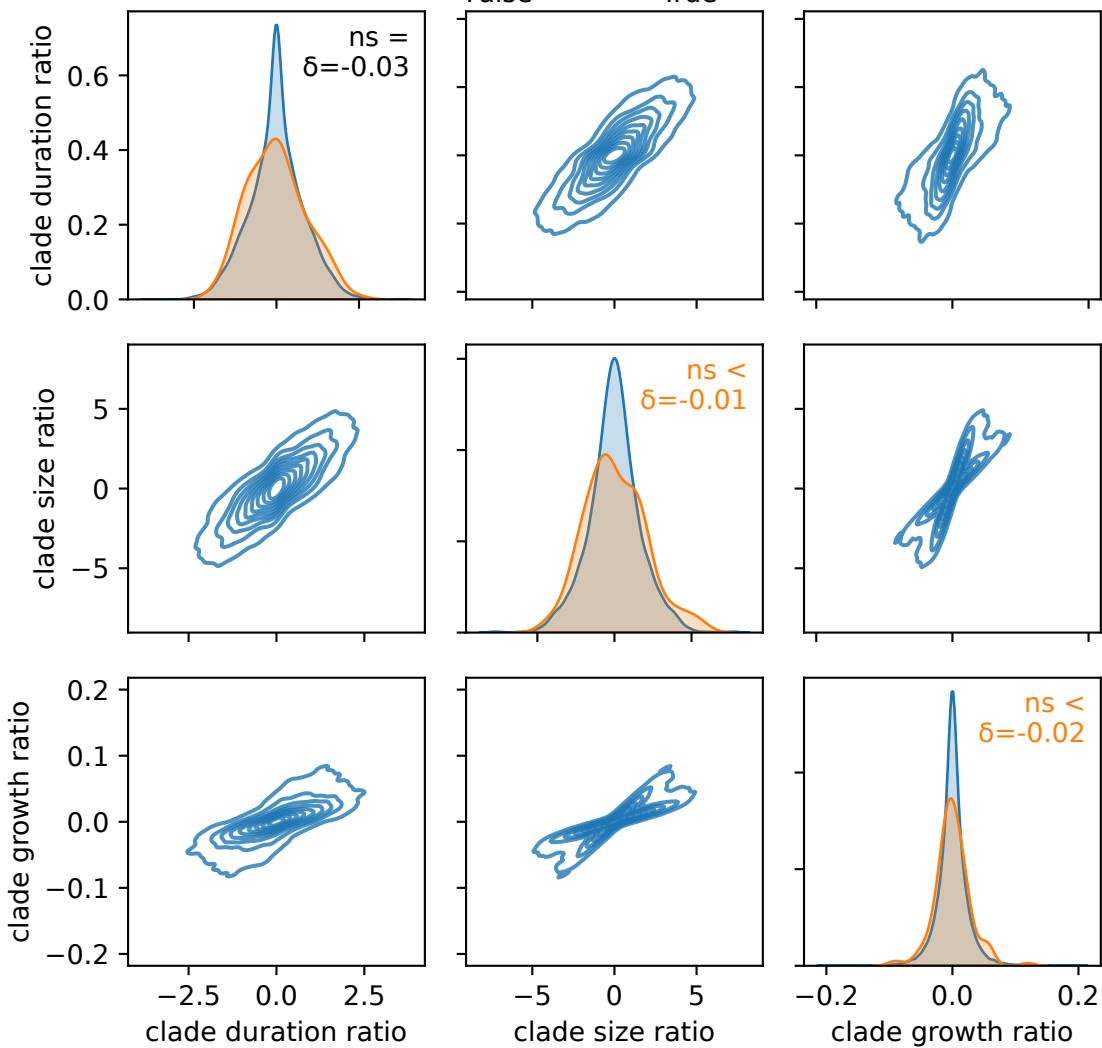 clade duration ratio
0.6
0.4
0.2
0.0
ns =
δ=-0.03
clade size ratio
5
0
−5
ns <
δ=-0.01
clade growth ratio
0.2
0.1
0.0
−0.1
−0.2
ns <
δ=-0.02
−2.5 0.0 2.5
−5 0 5
−0.2 0.0 0.2
clade duration ratio
clade size ratio
clade growth ratio